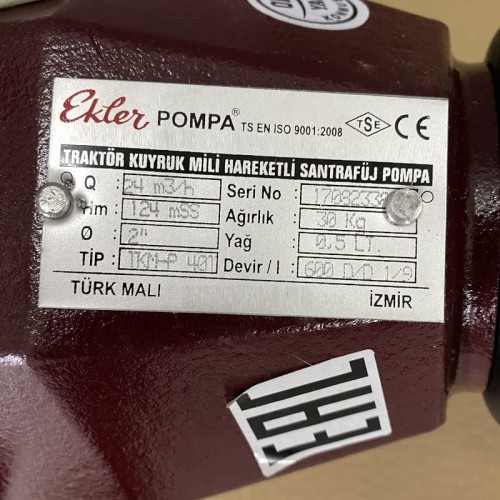 Ekler POMPA® TS EN ISO 9001:2008 TSE CE
TRAKTÖR KUYRUK MİLİ HAREKETLİ SANTRAFÜJ POMPA
Q : 24 m3/h Seri No :
Hm : 124 mSS Ağırlık : 30 Kg
Ø : 2" Yağ : 0,5 LT.
TİP : TKM-P 401 Devir / I : 600 D/D 1/9
TÜRK MALI İZMİR